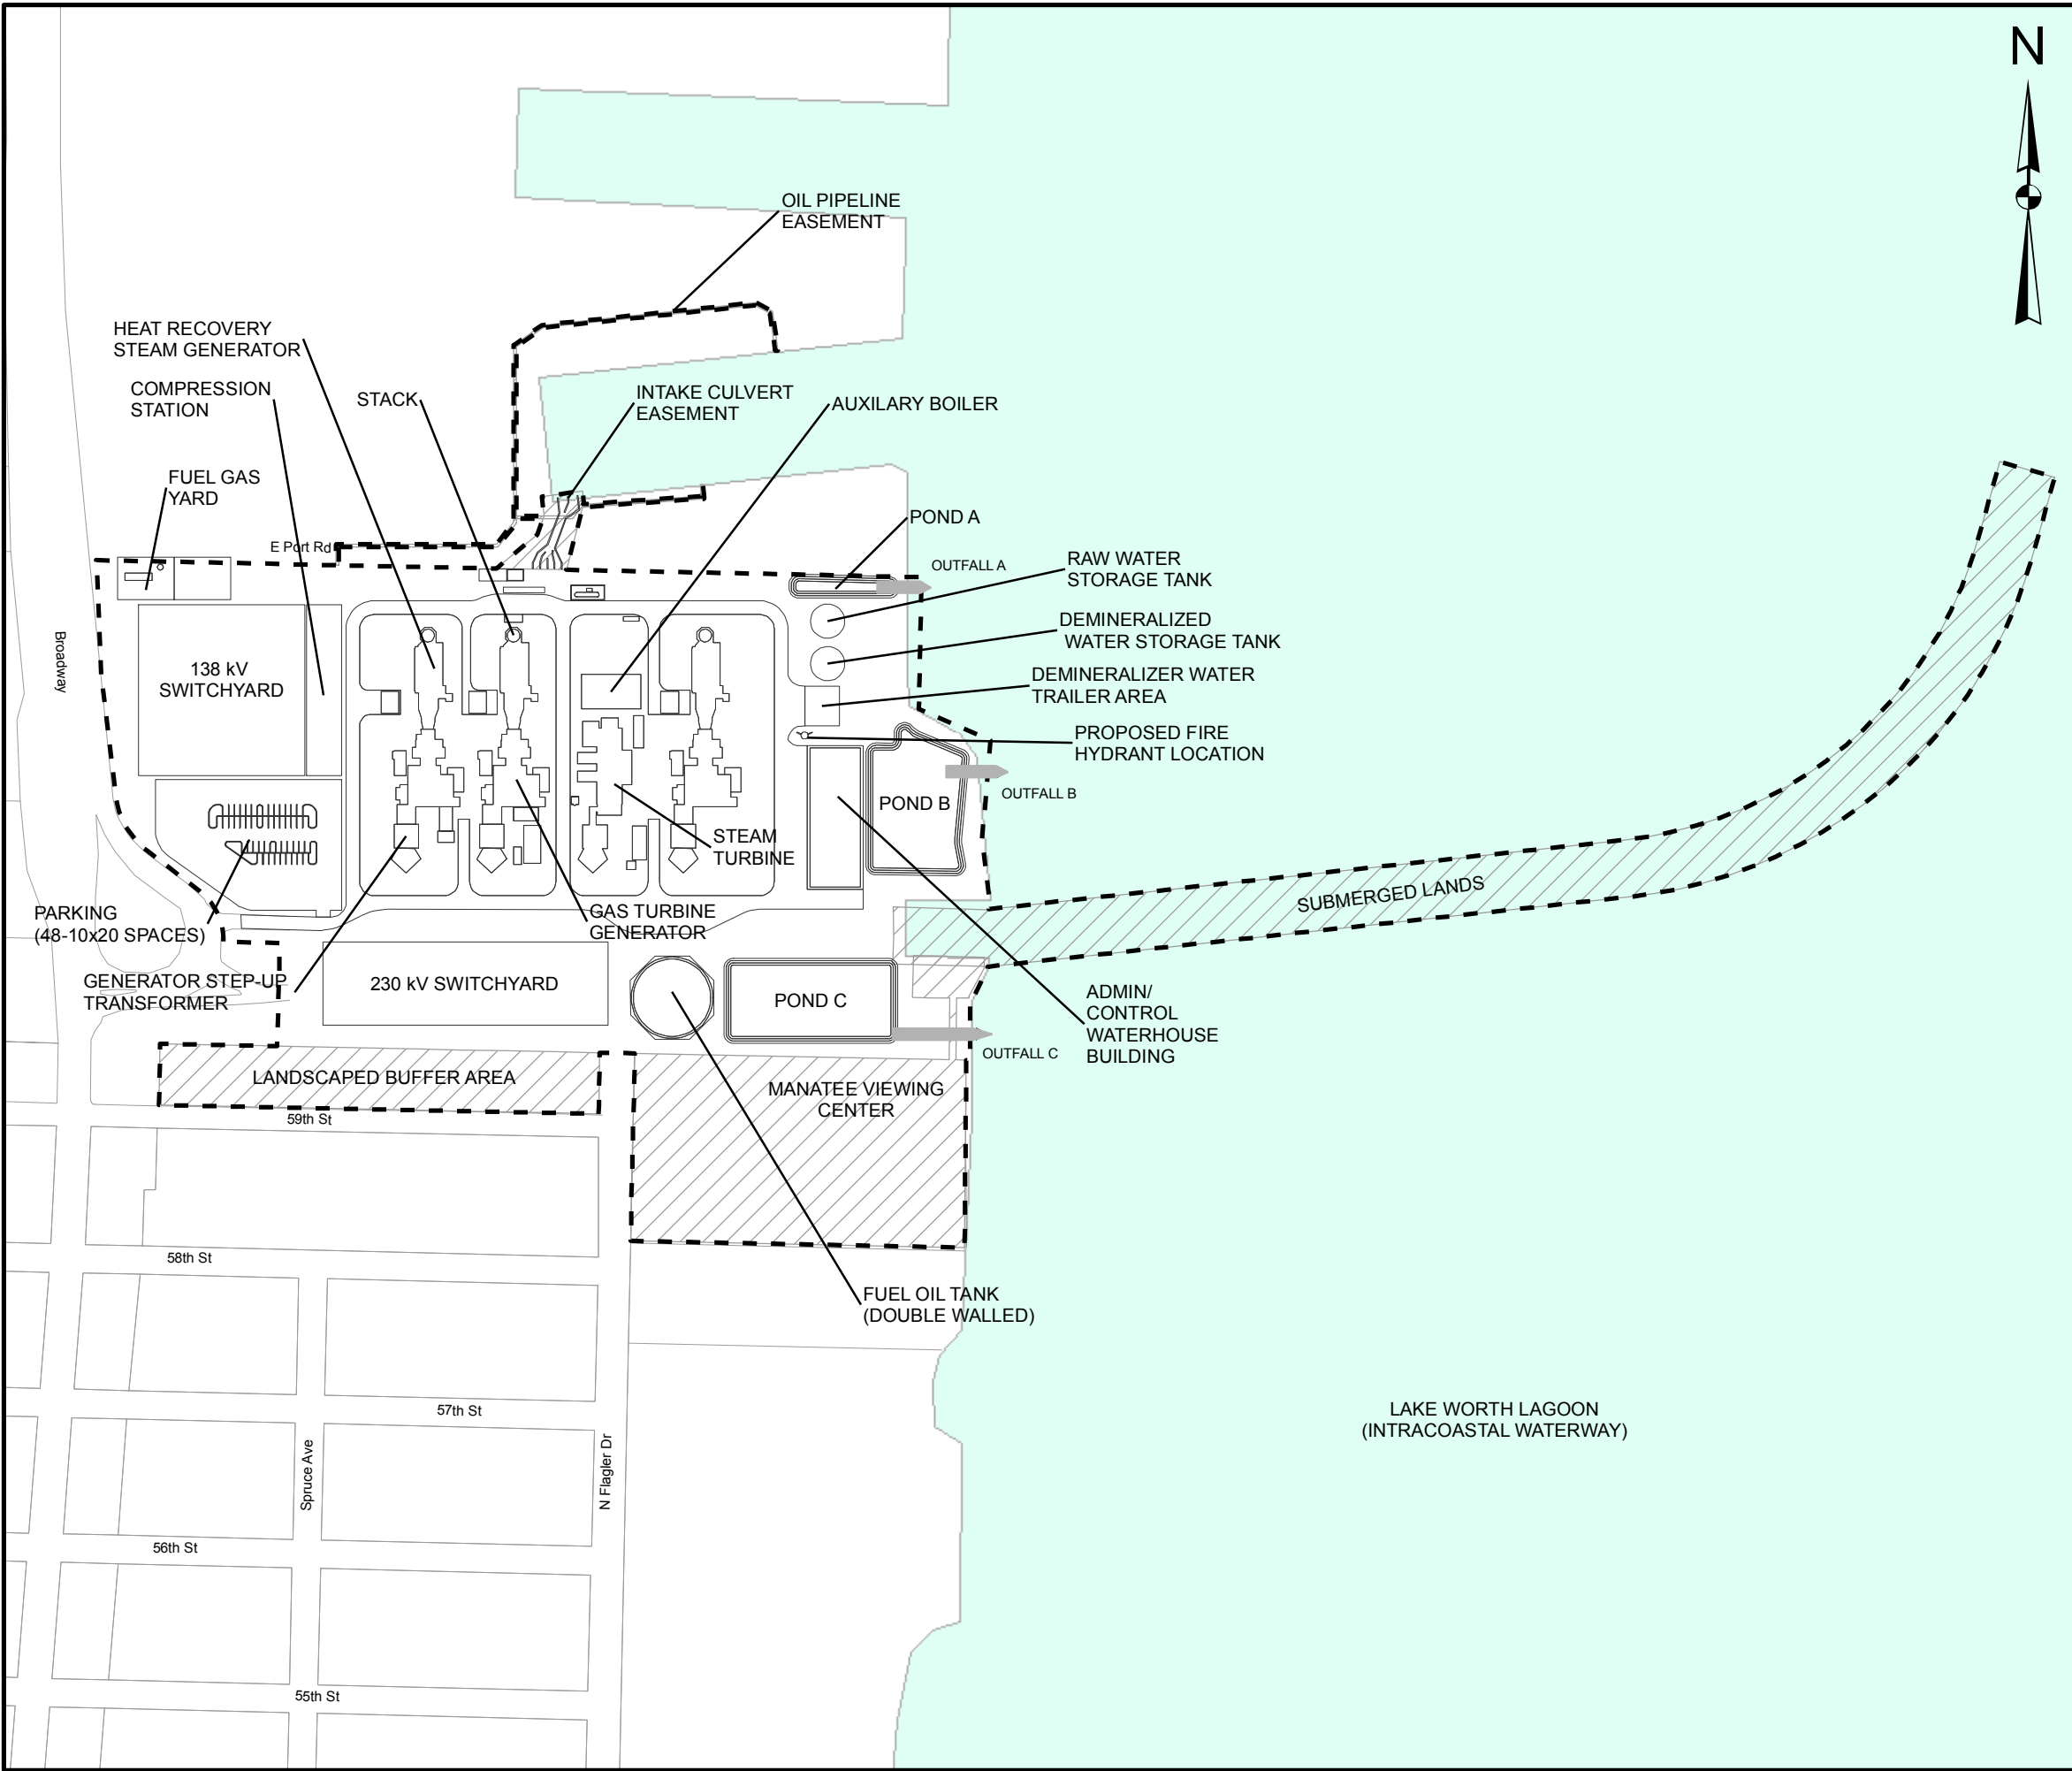 N
OIL PIPELINE
EASEMENT
HEAT RECOVERY
STEAM GENERATOR
COMPRESSION
STATION
STACK
INTAKE CULVERT
EASEMENT
AUXILARY BOILER
FUEL GAS
YARD
E Port Rd
POND A
OUTFALL A
RAW WATER
STORAGE TANK
DEMINERALIZED
WATER STORAGE TANK
Broadway
138 kV
SWITCHYARD
DEMINERALIZER WATER
TRAILER AREA
PROPOSED FIRE
HYDRANT LOCATION
OUTFALL B
POND B
STEAM
TURBINE
SUBMERGED LANDS
PARKING
(48-10x20 SPACES)
GAS TURBINE
GENERATOR
GENERATOR STEP-UP
TRANSFORMER
230 kV SWITCHYARD
POND C
ADMIN/
CONTROL
WATERHOUSE
BUILDING
OUTFALL C
LANDSCAPED BUFFER AREA
MANATEE VIEWING
CENTER
59th St
58th St
FUEL OIL TANK
(DOUBLE WALLED)
57th St
LAKE WORTH LAGOON
(INTRACOASTAL WATERWAY)
Spruce Ave
N Flagler Dr
56th St
55th St